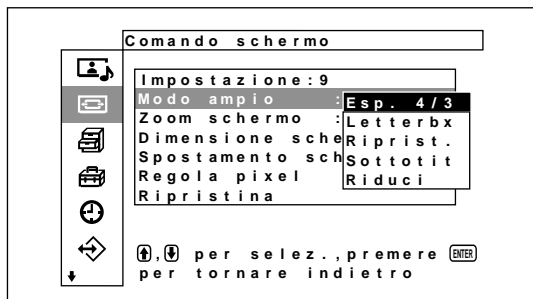 Comando schermo
Impostazione:9
Modo ampio :
Esp. 4/3
Zoom schermo :
Letterbx
Dimensione sche
Riprist.
Spostamento sch
Sottotit
Regola pixel
Riduci
Ripristina
, per selez.,premere ENTER
per tornare indietro